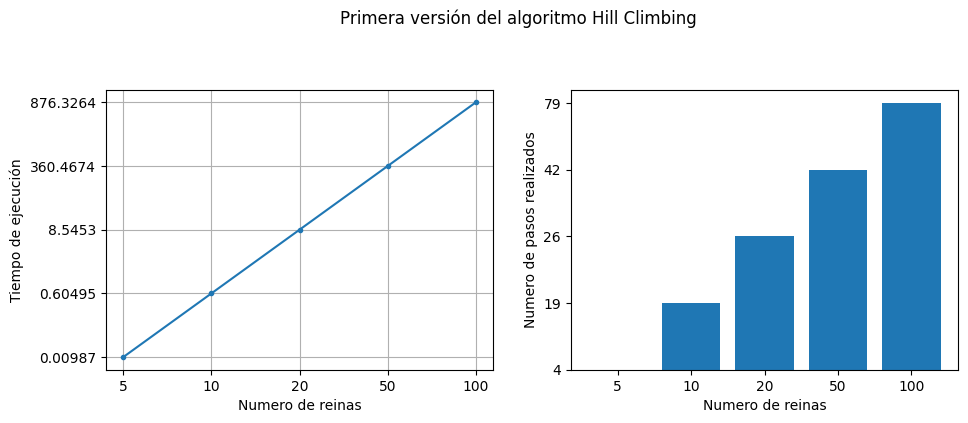 Primera versión del algoritmo Hill Climbing
Tiempo de ejecución
876.3264
360.4674
8.5453
0.60495
0.00987
5 10 20 50 100
Numero de reinas
Numero de pasos realizados
79
42
26
19
4
5 10 20 50 100
Numero de reinas